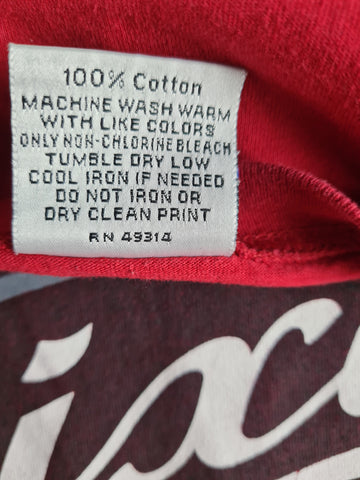 100% Cotton
MACHINE WASH WARM
WITH LIKE COLORS
ONLY NON-CHLORINE BLEACH
TUMBLE DRY LOW
COOL IRON IF NEEDED
DO NOT IRON OR
DRY CLEAN PRINT
RN 49314